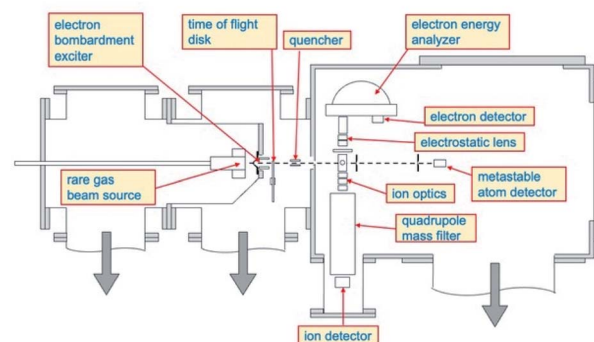 electron
bombardment
exciter
time of flight
disk
quencher
electron energy
analyzer
electron detector
electrostatic lens
rare gas
beam source
ion optics
metastable
atom detector
quadrupole
mass filter
ion detector